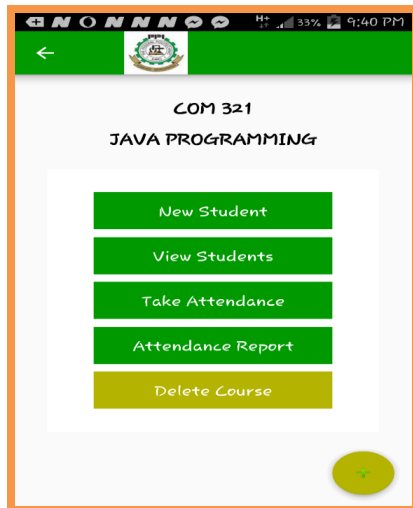 H+ 33% 9:40 PM
COM 321
JAVA PROGRAMMING
New Student
View Students
Take Attendance
Attendance Report
Delete Course
+